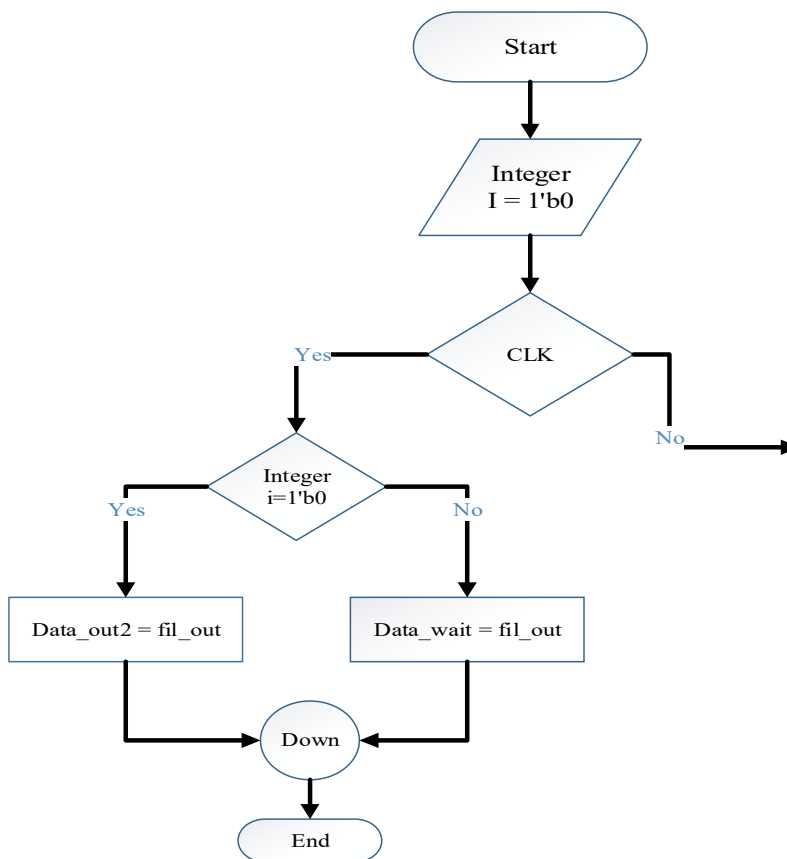 Start
Integer
I = 1'b0
CLK
Yes
No
Integer
i=1'b0
Yes
No
Data_out2 = fil_out
Data_wait = fil_out
Down
End